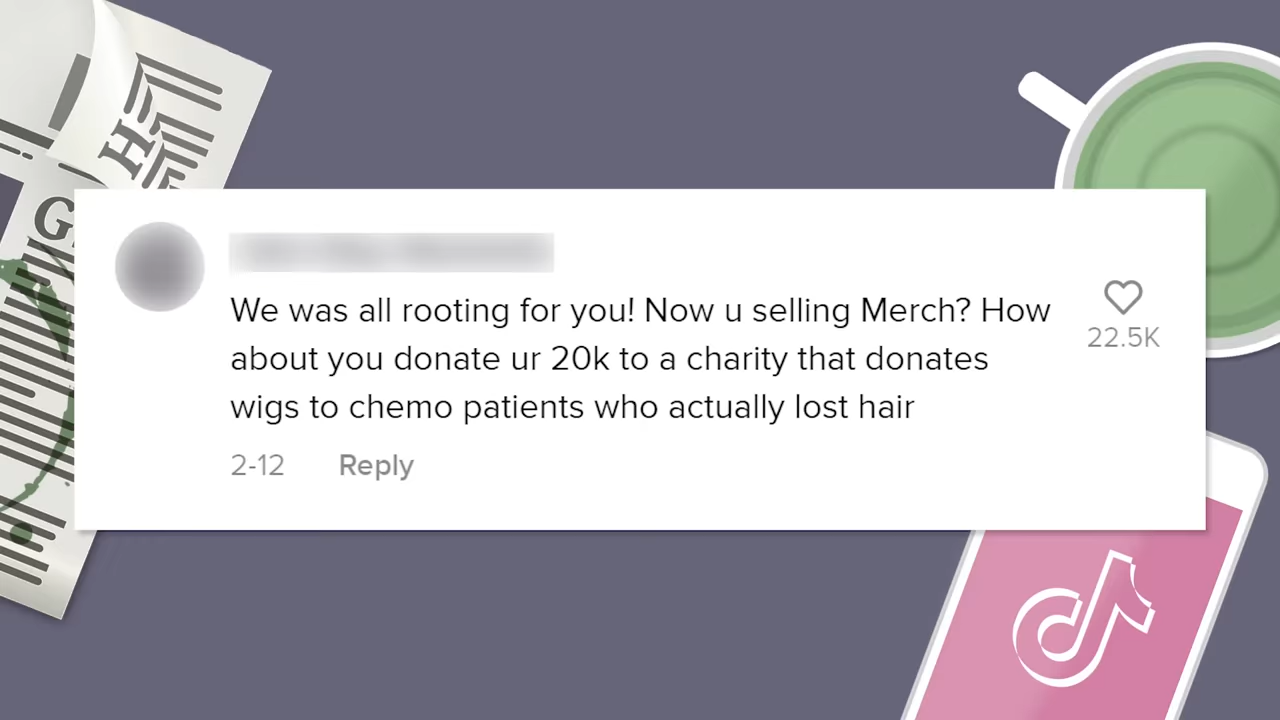 H
G
We was all rooting for you! Now u selling Merch? How
about you donate ur 20k to a charity that donates
wigs to chemo patients who actually lost hair
22.5K
2-12 Reply